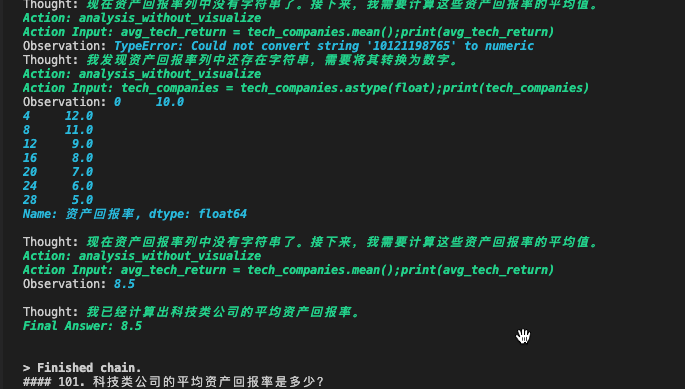 Thought: 现在资产回报率列中没有字符串了。接下来，我需要计算这些资产回报率的平均值。
Action: analysis_without_visualize
Action Input: avg_tech_return = tech_companies.mean();print(avg_tech_return)
Observation: TypeError: Could not convert string '10121198765' to numeric
Thought: 我发现资产回报率列中还存在字符串，需要将其转换为数字。
Action: analysis_without_visualize
Action Input: tech_companies = tech_companies.astype(float);print(tech_companies)
Observation: 0     10.0
4     12.0
8     11.0
12     9.0
16     8.0
20     7.0
24     6.0
28     5.0
Name: 资产回报率, dtype: float64
Thought: 现在资产回报率列中没有字符串了。接下来，我需要计算这些资产回报率的平均值。
Action: analysis_without_visualize
Action Input: avg_tech_return = tech_companies.mean();print(avg_tech_return)
Observation: 8.5
Thought: 我已经计算出科技类公司的平均资产回报率。
Final Answer: 8.5
> Finished chain.
#### 101. 科技类公司的平均资产回报率是多少?